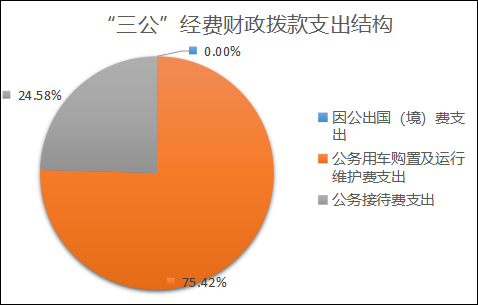 “三公”经费财政拨款支出结构
0.00%
24.58%
75.42%
因公出国（境）费支
出
公务用车购置及运行
维护费支出
公务接待费支出